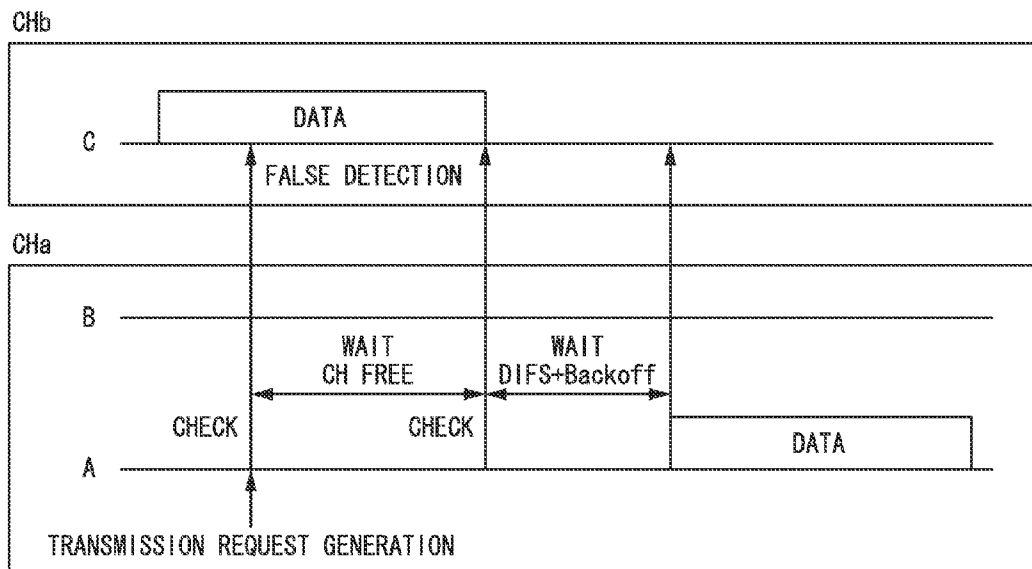 CHb
DATA
C
FALSE DETECTION
CHa
B
WAIT
CH FREE
WAIT
DIFS+Backoff
CHECK
CHECK
DATA
A
TRANSMISSION REQUEST GENERATION